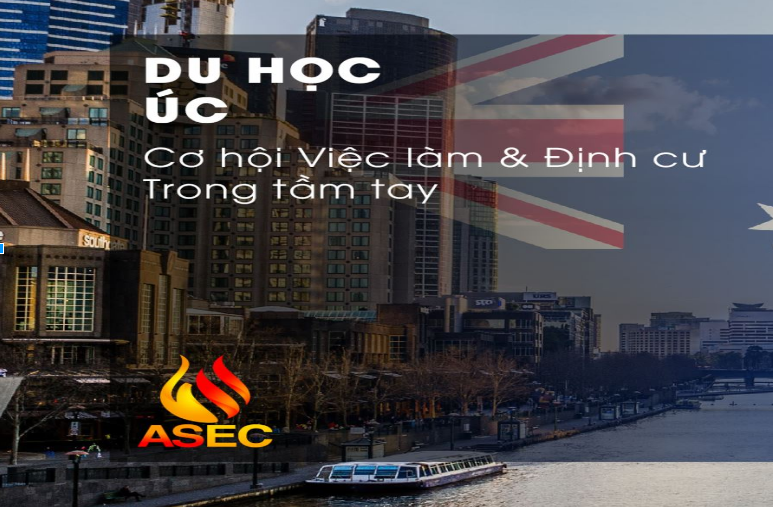 DU HỌC
ÚC
Cơ hội Việc làm & Định cư
Trong tầm tay
ASEC